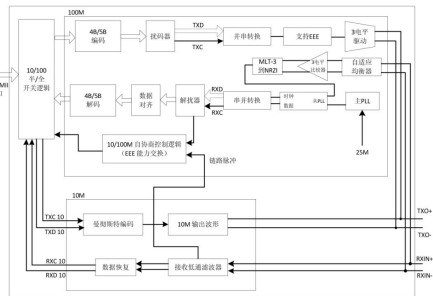 100M
4B/5B
编码
扰码器
TXD
TXC
并串转换
支持EEE
3电平
驱动
10/100
半/全
开关逻辑
MII
MLT-3
到NRZI
3电平
比较器
自适应
均衡器
4B/5B
解码
数据
对齐
解扰器
RXD
RXC
串并转换
时钟
数据
主PLL
25M
10/100M 自协商控制逻辑
(EEE 能力交换)
链路脉冲
10M
TXC 10
TXD 10
曼彻斯特编码
10M 输出波形
TXO+
TXO-
RXC 10
RXD 10
数据恢复
接收低通滤波器
RXIN+
RXIN-